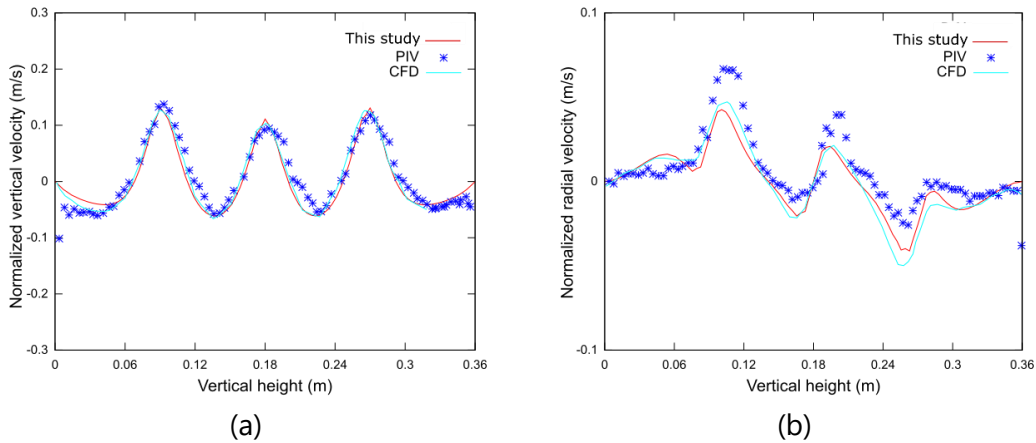 0.3
0.2
0.1
0
-0.1
-0.2
-0.3
Normalized vertical velocity (m/s)
This study
PIV
CFD
0 0.06 0.12 0.18 0.24 0.3 0.36
Vertical height (m)
(a)
0.1
0
-0.1
Normalized radial velocity (m/s)
This study
PIV
CFD
0 0.06 0.12 0.18 0.24 0.3 0.36
Vertical height (m)
(b)